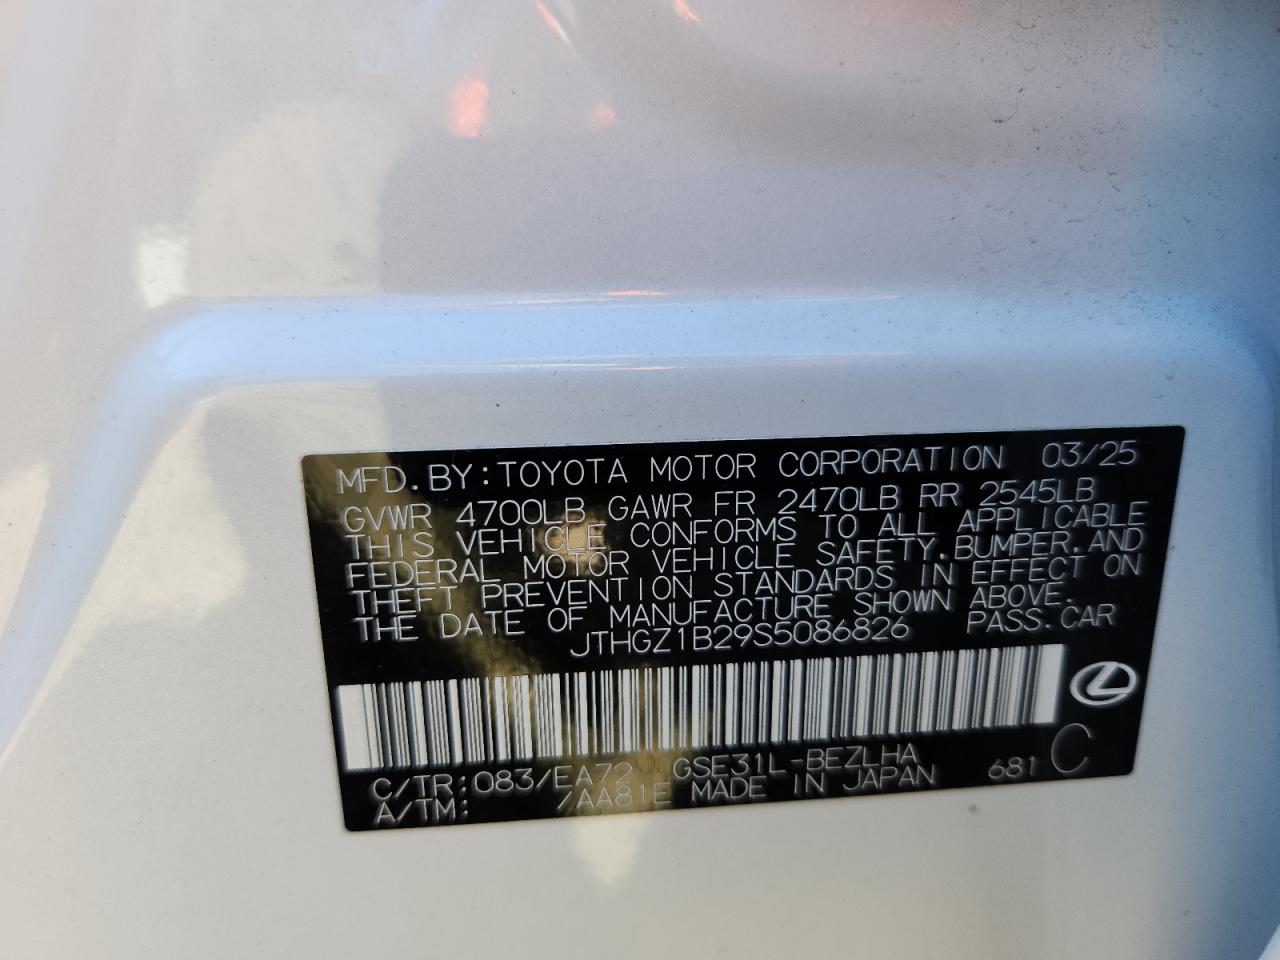 MFD.BY:TOYOTA MOTOR CORPORATION 03/25
GVWR 4700LB GAWR FR 2470LB RR 2545LB
THIS VEHICLE CONFORMS TO ALL APPLICABLE
FEDERAL MOTOR VEHICLE SAFETY.BUMPER.AND
THEFT PREVENTION STANDARDS IN EFFECT ON
THE DATE OF MANUFACTURE SHOWN ABOVE.
JTHGZ1B29S5086826 PASS.CAR
C/TR:083/EA72 GSE31L-BEZLHA 681 C
A/TM: /AA81E MADE IN JAPAN